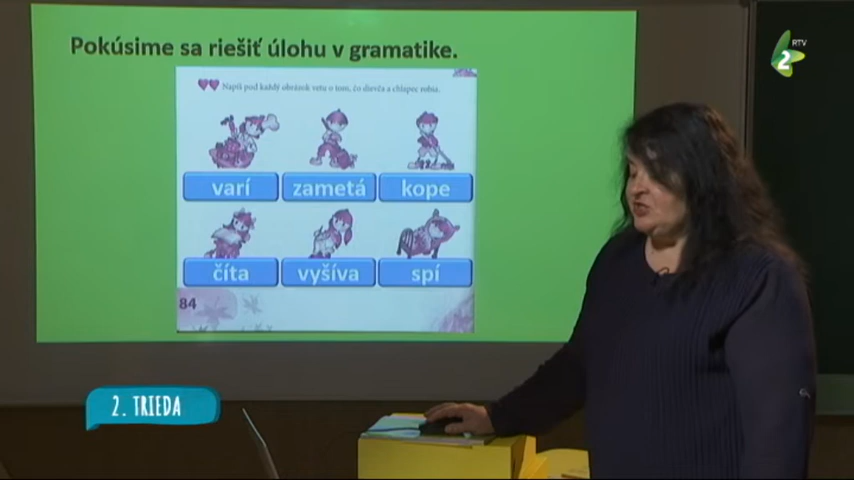 Pokúsime sa riešiť úlohu v gramatike.
Napíš pod každý obrázok vetu o tom, čo dievča a chlapec robia.
varí zametá kope
číta vyšíva spí
84
2. TRIEDA
RTV
2